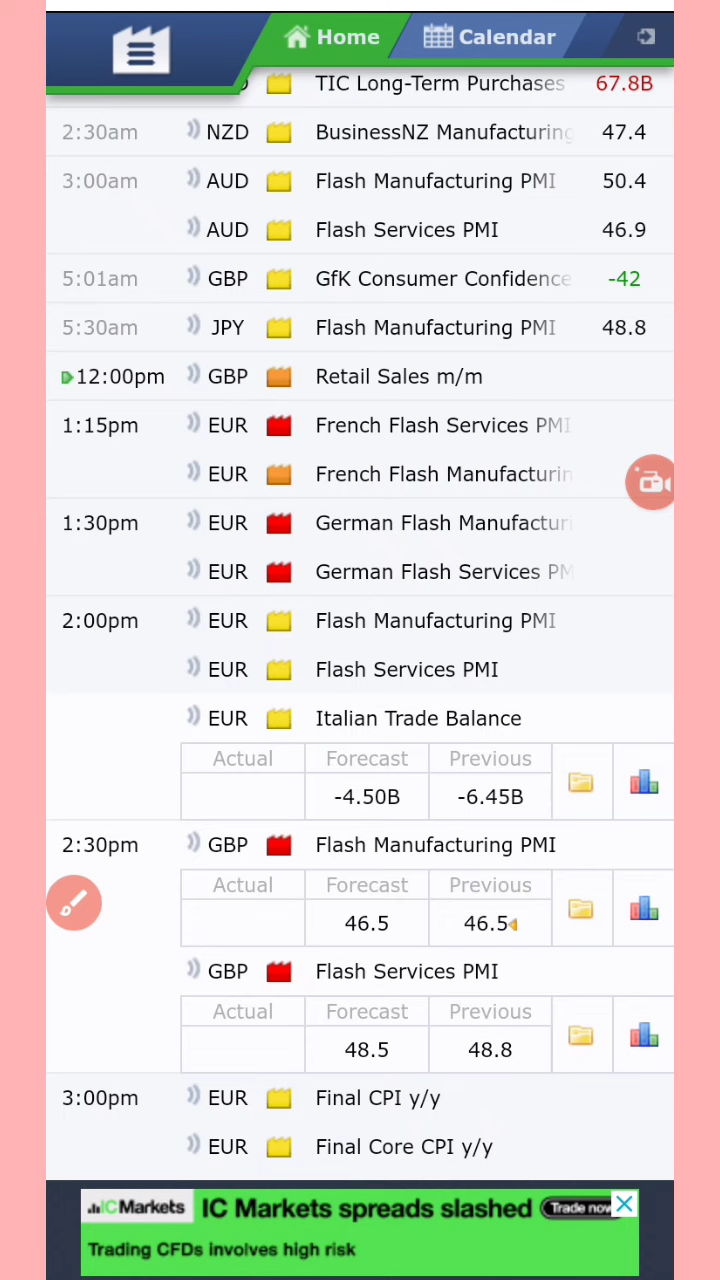 Home
Calendar
TIC Long-Term Purchases 67.8B
2:30am NZD BusinessNZ Manufacturing 47.4
3:00am AUD Flash Manufacturing PMI 50.4
AUD Flash Services PMI 46.9
5:01am GBP GfK Consumer Confidence -42
5:30am JPY Flash Manufacturing PMI 48.8
12:00pm GBP Retail Sales m/m
1:15pm EUR French Flash Services PMI
EUR French Flash Manufacturin
1:30pm EUR German Flash Manufacturi
EUR German Flash Services PM
2:00pm EUR Flash Manufacturing PMI
EUR Flash Services PMI
EUR Italian Trade Balance
Actual Forecast Previous
-4.50B -6.45B
2:30pm GBP Flash Manufacturing PMI
Actual Forecast Previous
46.5 46.5
GBP Flash Services PMI
Actual Forecast Previous
48.5 48.8
3:00pm EUR Final CPI y/y
EUR Final Core CPI y/y
IC Markets IC Markets spreads slashed Trade now
Trading CFDs involves high risk